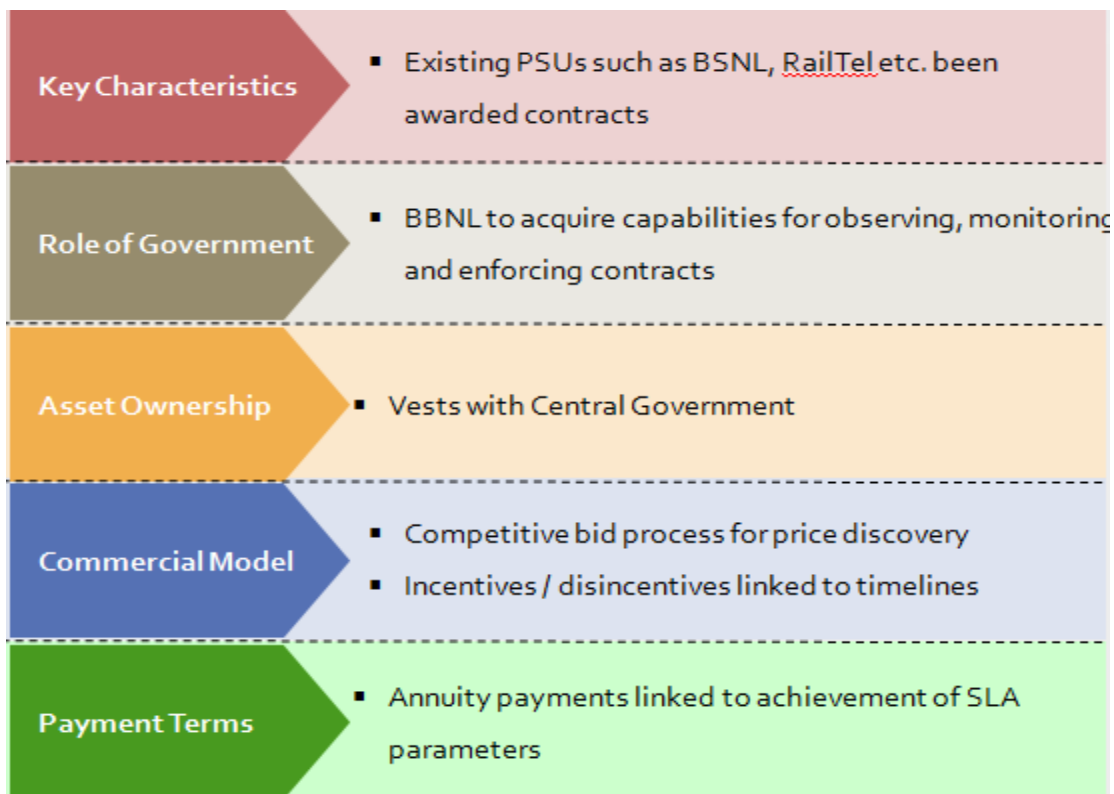 Key Characteristics
▪ Existing PSUs such as BSNL, RailTel etc. been
awarded contracts
Role of Government
▪ BBNL to acquire capabilities for observing, monitoring
and enforcing contracts
Asset Ownership
▪ Vests with Central Government
Commercial Model
▪ Competitive bid process for price discovery
▪ Incentives / disincentives linked to timelines
Payment Terms
▪ Annuity payments linked to achievement of SLA
parameters